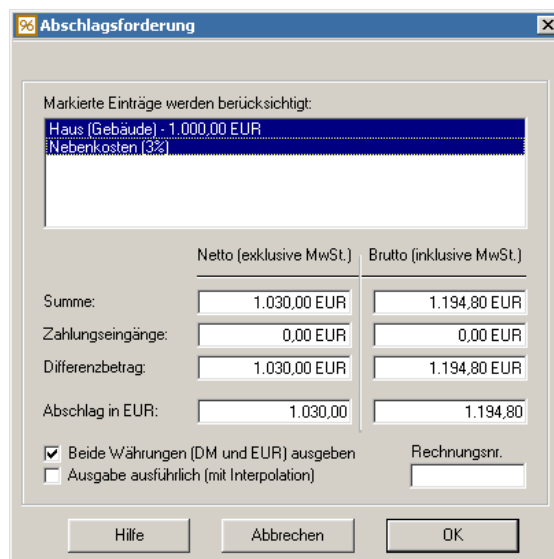 96 Abschlagsforderung
Markierte Einträge werden berücksichtigt:
Haus (Gebäude) - 1.000,00 EUR
Nebenkosten (3%)
Netto (exklusive MwSt.) Brutto (inklusive MwSt.)
Summe: 1.030,00 EUR 1.194,80 EUR
Zahlungseingänge: 0,00 EUR 0,00 EUR
Differenzbetrag: 1.030,00 EUR 1.194,80 EUR
Abschlag in EUR: 1.030,00 1.194,80
Beide Währungen (DM und EUR) ausgeben Rechnungsnr.
Ausgabe ausführlich (mit Interpolation)
Hilfe Abbrechen OK